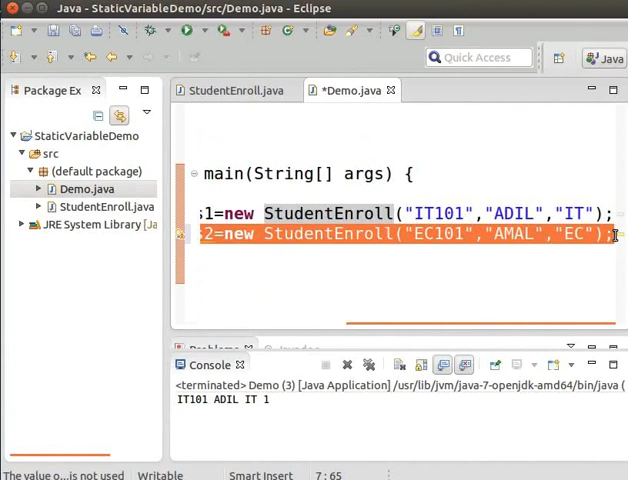 Java - StaticVariableDemo/src/Demo.java - Eclipse
Quick Access
Java
Package Ex
StaticVariableDemo
src
(default package)
Demo.java
StudentEnroll.java
JRE System Library [JavaS
StudentEnroll.java
*Demo.java
main(String[] args) {
s1=new StudentEnroll("IT101","ADIL","IT");
s2=new StudentEnroll("EC101","AMAL","EC");
Console
<terminated> Demo (3) [Java Application] /usr/lib/jvm/java-7-openjdk-amd64/bin/java (
IT101 ADIL IT 1
The value o...is not used
Writable
Smart Insert
7 : 65